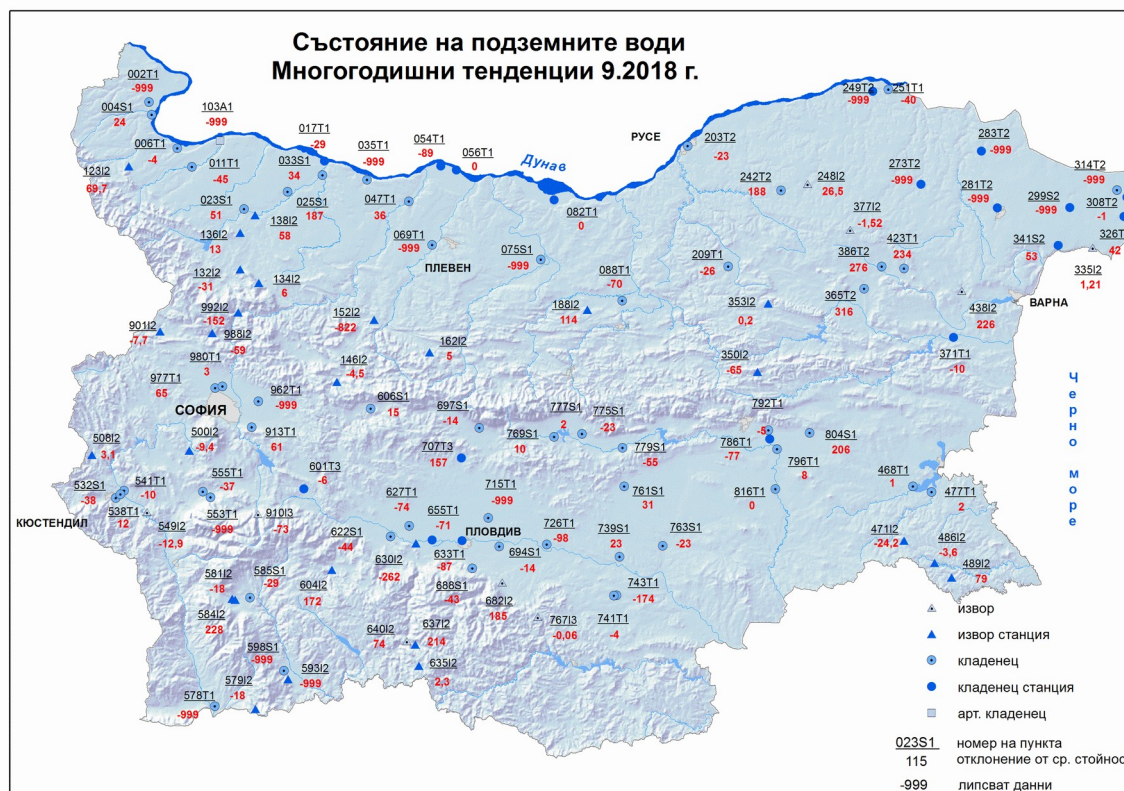 Състояние на подземните води
Многогодишни тенденции 9.2018 г.
002T1
-999
004S1
24
103A1
-999
006T1
-4
011T1
-45
123I2
69,7
017T1
-29
033S1
34
025S1
187
035T1
-999
047T1
36
054T1
-89
056T1
0
Дунав
082T1
0
РУСЕ
203T2
-23
249T2
-999
251T1
-40
283T2
-999
273T2
-999
242T2
188
248I2
26,5
377I2
-1,52
281T2
-999
299S2
-999
314T2
-999
308T2
-1
326T
42
341S2
53
335I2
1,21
023S1
51
138I2
58
136I2
13
132I2
-31
134I2
6
069T1
-999
ПЛЕВЕН
075S1
-999
088T1
-70
209T1
-26
386T2
276
423T1
234
365T2
316
353I2
0,2
438I2
226
ВАРНА
371T1
-10
992I2
-152
988I2
-59
901I2
-7,7
152I2
-822
162I2
5
188I2
114
146I2
-4,5
350I2
-65
980T1
3
977T1
65
СОФИЯ
962T1
-999
606S1
15
697S1
-14
777S1
2
775S1
-23
769S1
10
779S1
-55
792T1
-5
786T1
-77
804S1
206
796T1
8
Черно море
508I2
3,1
500I2
-9,4
913T1
61
707T3
157
761S1
31
816T1
0
468T1
1
477T1
2
532S1
-38
541T1
-10
538T1
12
КЮСТЕНДИЛ
555T1
-37
553T1
-999
549I2
-12,9
910I3
-73
601T3
-6
627T1
-74
655T1
-71
715T1
-999
ПЛОВДИВ
726T1
-98
739S1
23
763S1
-23
622S1
-44
630I2
-262
633T1
-87
694S1
-14
688S1
-43
682I2
185
767I3
-0,06
743T1
-174
741T1
-4
471I2
-24,2
486I2
-3,6
489I2
79
581I2
-18
585S1
-29
584I2
228
604I2
172
640I2
74
637I2
214
635I2
2,3
598S1
-999
593I2
-999
579I2
-18
578T1
-999
извор
извор станция
кладенец
кладенец станция
арт. кладенец
023S1 номер на пункта
115 отклонение от ср. стойнос
-999 липсват данни